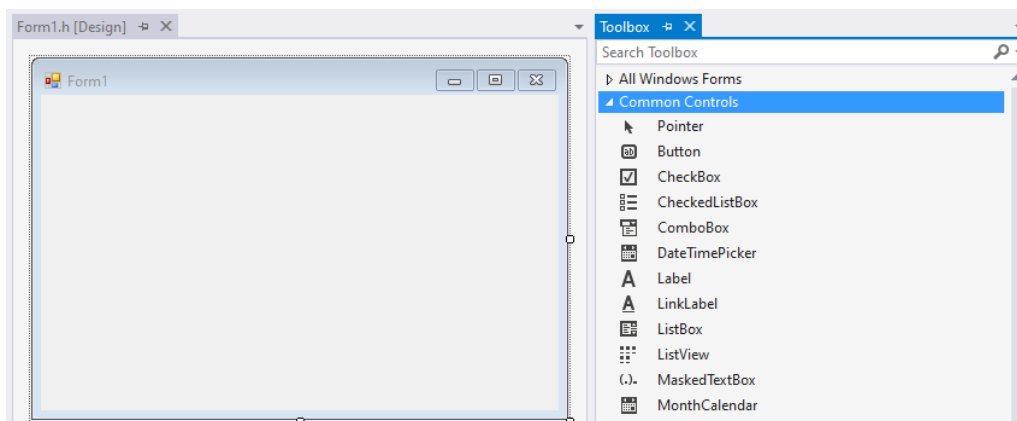 Form1.h [Design]
Form1
Toolbox
Search Toolbox
All Windows Forms
Common Controls
Pointer
Button
CheckBox
CheckedListBox
ComboBox
DateTimePicker
A Label
A LinkLabel
ListBox
ListView
(.). MaskedTextBox
MonthCalendar